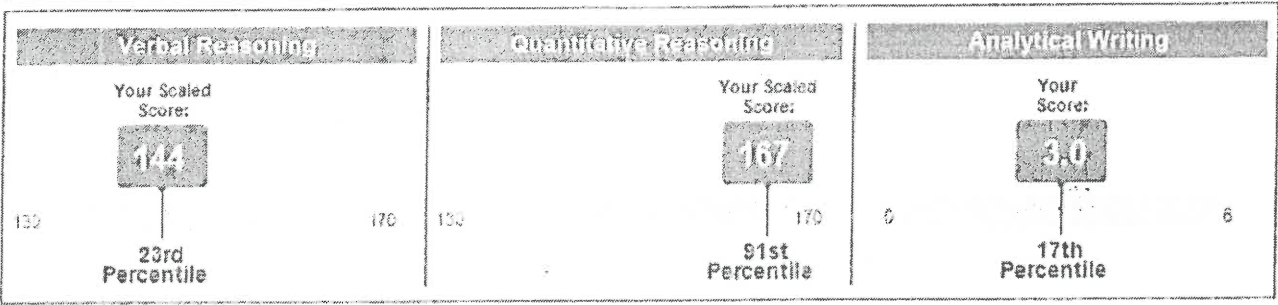 Verbal Reasoning
Your Scaled
Score:
144
130
170
23rd
Percentile
Quantitative Reasoning
Your Scaled
Score:
167
130
170
91st
Percentile
Analytical Writing
Your
Score:
3.0
0
6
17th
Percentile